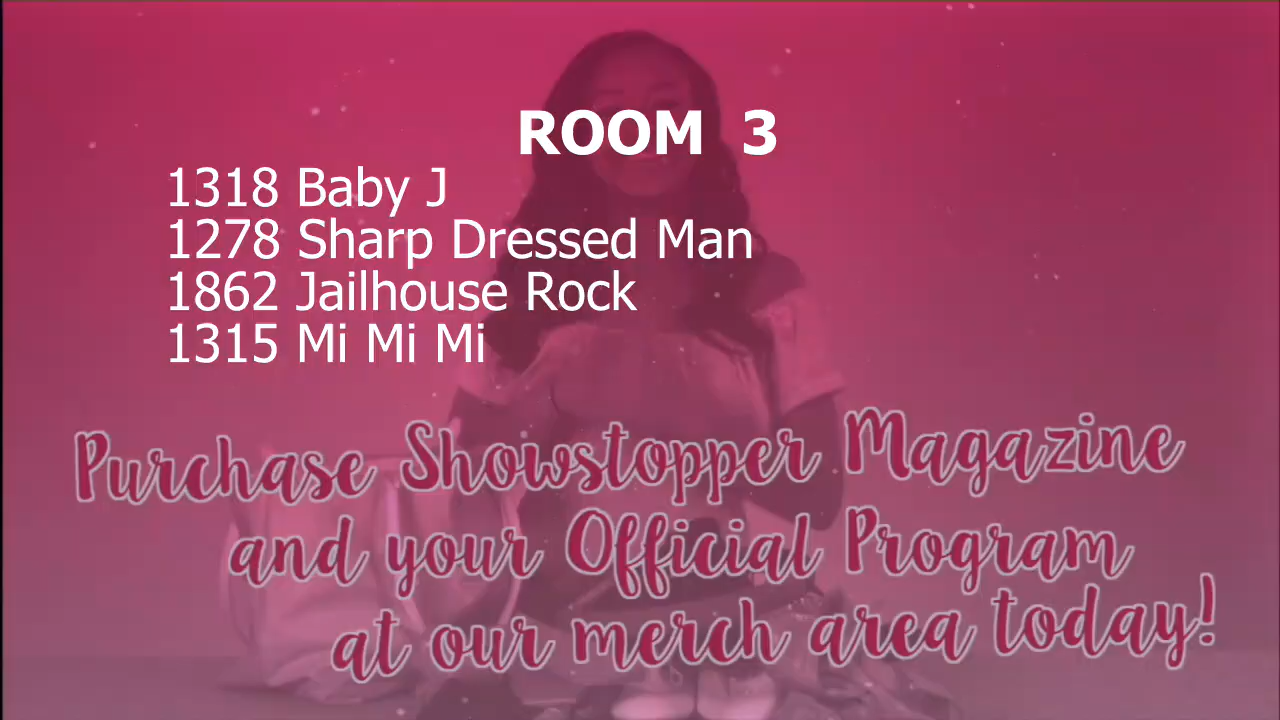 ROOM 3
1318 Baby J
1278 Sharp Dressed Man
1862 Jailhouse Rock
1315 Mi Mi Mi
Purchase Showstopper Magazine
and your Official Program
at our merch area today!